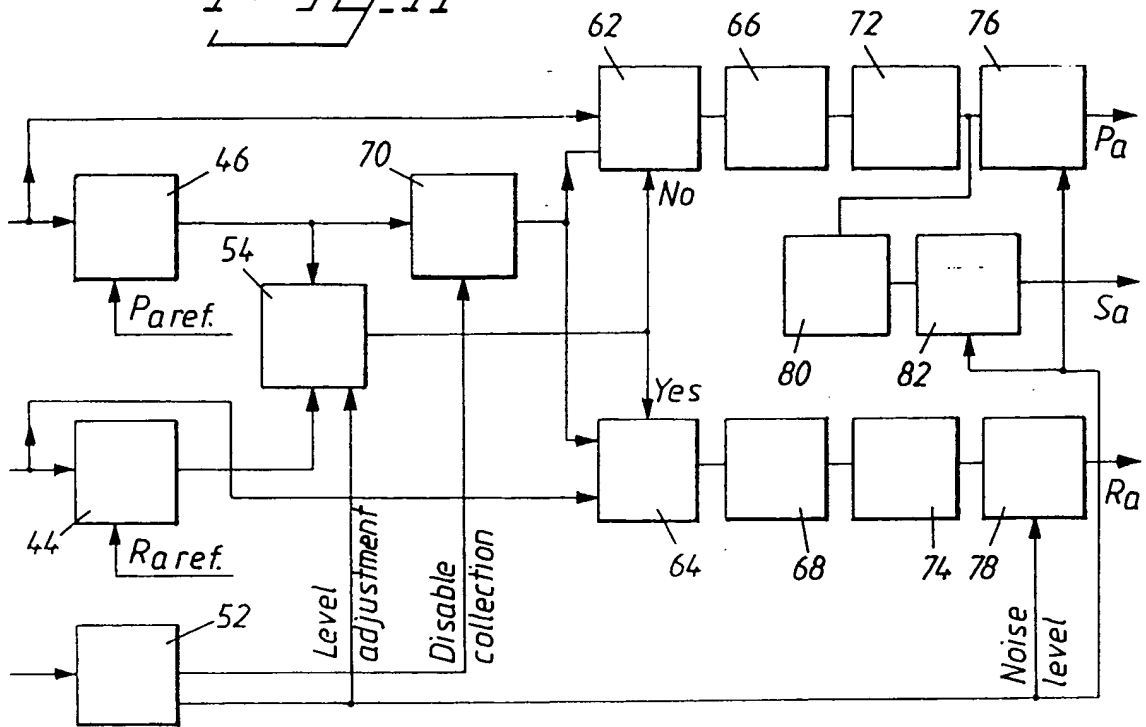 62
66
72
76
Pa
46
70
No
54
Pa ref.
Sa
80
82
Yes
Ra
44
Ra ref.
64
68
74
78
52
Level
adjustment
Disable
collection
Noise
level